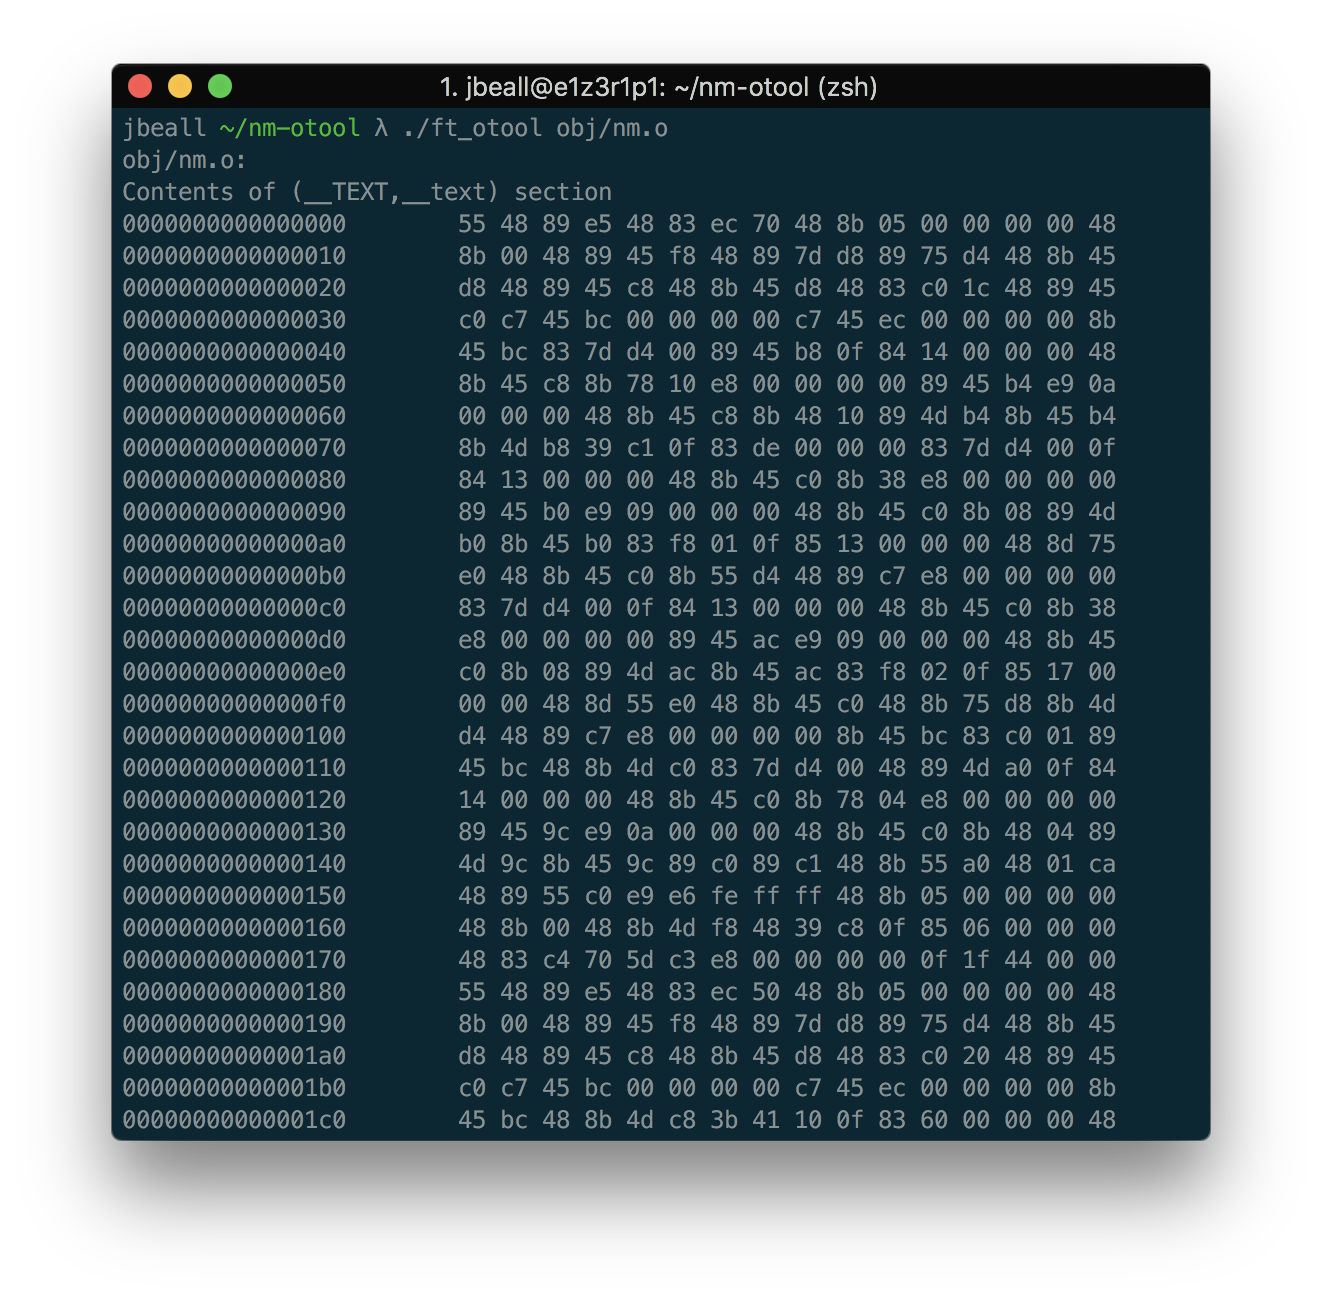 1. jbeall@e1z3r1p1: ~/nm-otool (zsh)
jbeall ~/nm-otool λ ./ft_otool obj/nm.o
obj/nm.o:
Contents of (__TEXT,__text) section
0000000000000000        55 48 89 e5 48 83 ec 70 48 8b 05 00 00 00 00 48
0000000000000010        8b 00 48 89 45 f8 48 89 7d d8 89 75 d4 48 8b 45
0000000000000020        d8 48 89 45 c8 48 8b 45 d8 48 83 c0 1c 48 89 45
0000000000000030        c0 c7 45 bc 00 00 00 00 c7 45 ec 00 00 00 00 8b
0000000000000040        45 bc 83 7d d4 00 89 45 b8 0f 84 14 00 00 00 48
0000000000000050        8b 45 c8 8b 78 10 e8 00 00 00 00 89 45 b4 e9 0a
0000000000000060        00 00 00 48 8b 45 c8 8b 48 10 89 4d b4 8b 45 b4
0000000000000070        8b 4d b8 39 c1 0f 83 de 00 00 00 83 7d d4 00 0f
0000000000000080        84 13 00 00 00 48 8b 45 c0 8b 38 e8 00 00 00 00
0000000000000090        89 45 b0 e9 09 00 00 00 48 8b 45 c0 8b 08 89 4d
00000000000000a0        b0 8b 45 b0 83 f8 01 0f 85 13 00 00 00 48 8d 75
00000000000000b0        e0 48 8b 45 c0 8b 55 d4 48 89 c7 e8 00 00 00 00
00000000000000c0        83 7d d4 00 0f 84 13 00 00 00 48 8b 45 c0 8b 38
00000000000000d0        e8 00 00 00 00 89 45 ac e9 09 00 00 00 48 8b 45
00000000000000e0        c0 8b 08 89 4d ac 8b 45 ac 83 f8 02 0f 85 17 00
00000000000000f0        00 00 48 8d 55 e0 48 8b 45 c0 48 8b 75 d8 8b 4d
0000000000000100        d4 48 89 c7 e8 00 00 00 00 8b 45 bc 83 c0 01 89
0000000000000110        45 bc 48 8b 4d c0 83 7d d4 00 48 89 4d a0 0f 84
0000000000000120        14 00 00 00 48 8b 45 c0 8b 78 04 e8 00 00 00 00
0000000000000130        89 45 9c e9 0a 00 00 00 48 8b 45 c0 8b 48 04 89
0000000000000140        4d 9c 8b 45 9c 89 c0 89 c1 48 8b 55 a0 48 01 ca
0000000000000150        48 89 55 c0 e9 e6 fe ff ff 48 8b 05 00 00 00 00
0000000000000160        48 8b 00 48 8b 4d f8 48 39 c8 0f 85 06 00 00 00
0000000000000170        48 83 c4 70 5d c3 e8 00 00 00 00 0f 1f 44 00 00
0000000000000180        55 48 89 e5 48 83 ec 50 48 8b 05 00 00 00 00 48
0000000000000190        8b 00 48 89 45 f8 48 89 7d d8 89 75 d4 48 8b 45
00000000000001a0        d8 48 89 45 c8 48 8b 45 d8 48 83 c0 20 48 89 45
00000000000001b0        c0 c7 45 bc 00 00 00 00 c7 45 ec 00 00 00 00 8b
00000000000001c0        45 bc 48 8b 4d c8 3b 41 10 0f 83 60 00 00 00 48